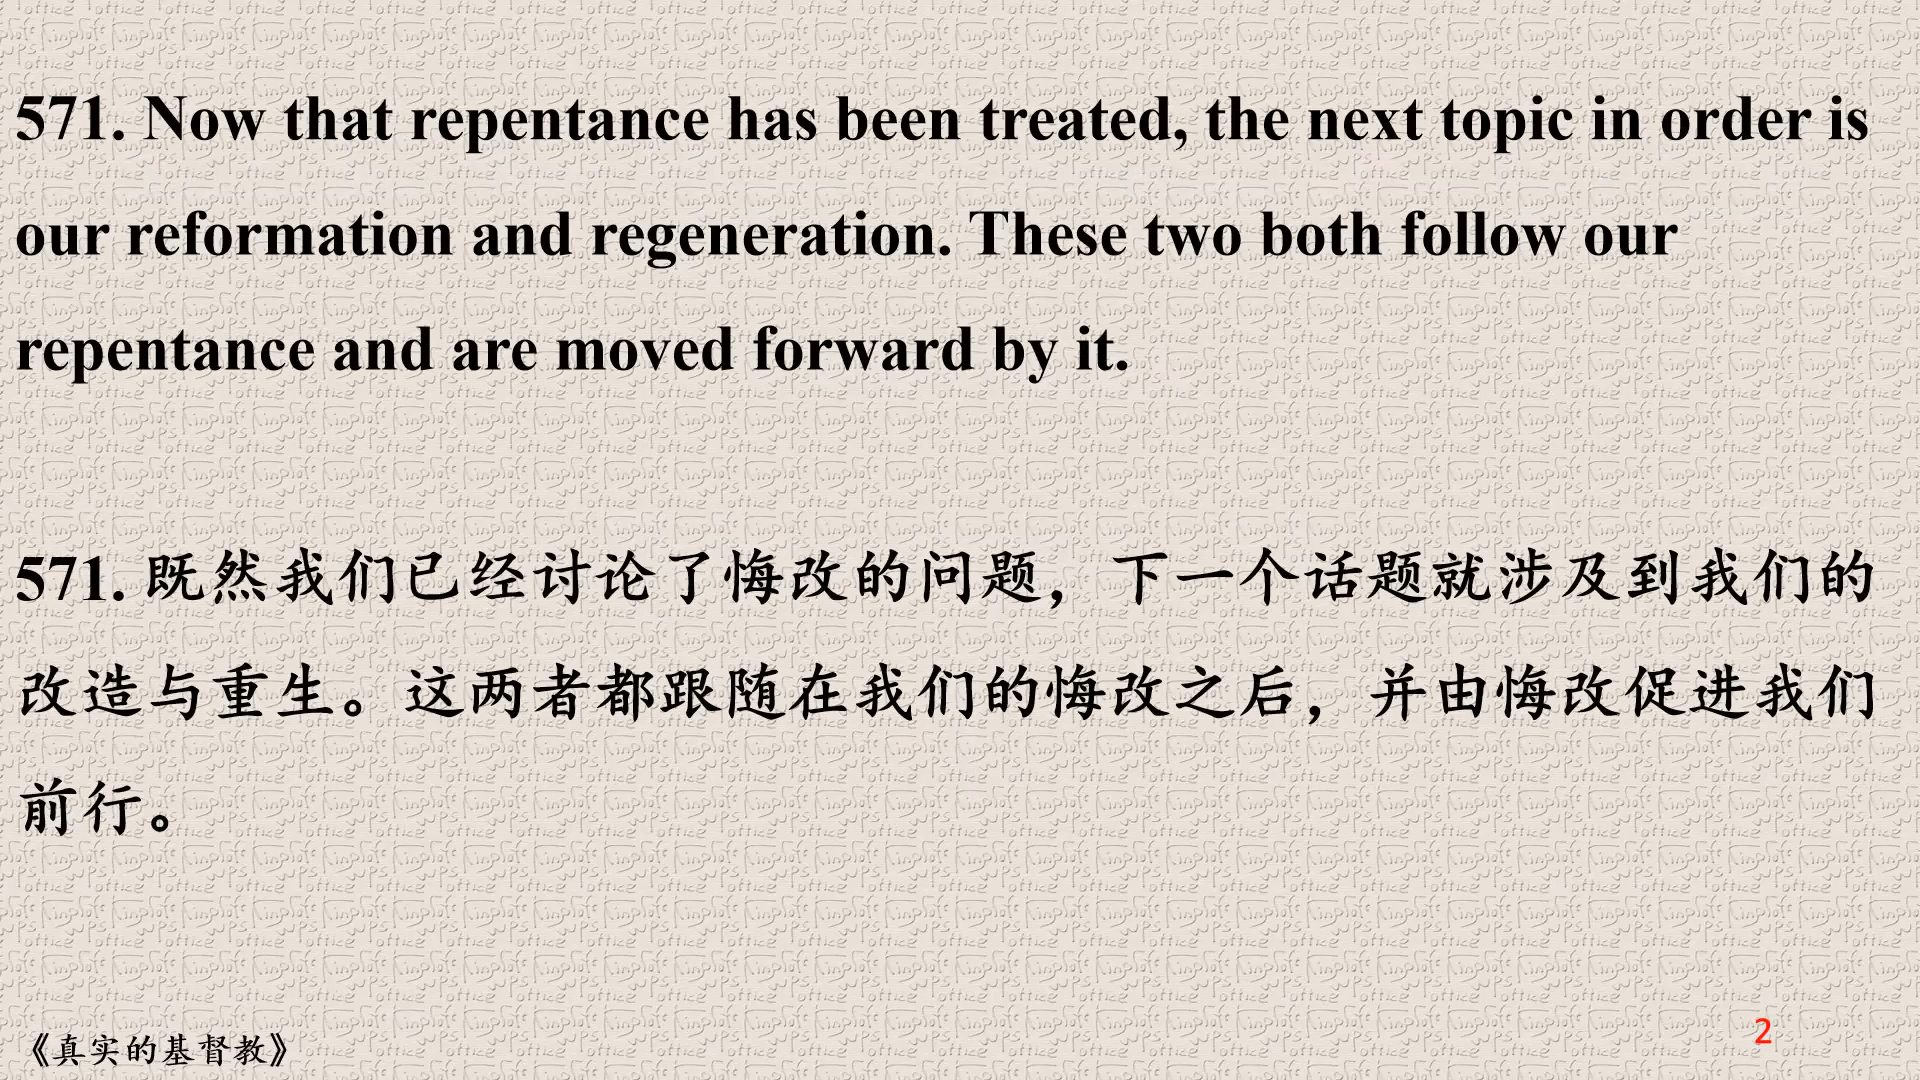 571. Now that repentance has been treated, the next topic in order is
our reformation and regeneration. These two both follow our
repentance and are moved forward by it.
571. 既然我们已经讨论了悔改的问题，下一个话题就涉及到我们的
改造与重生。这两者都跟随在我们的悔改之后，并由悔改促进我们
前行。
《真实的基督教》
2